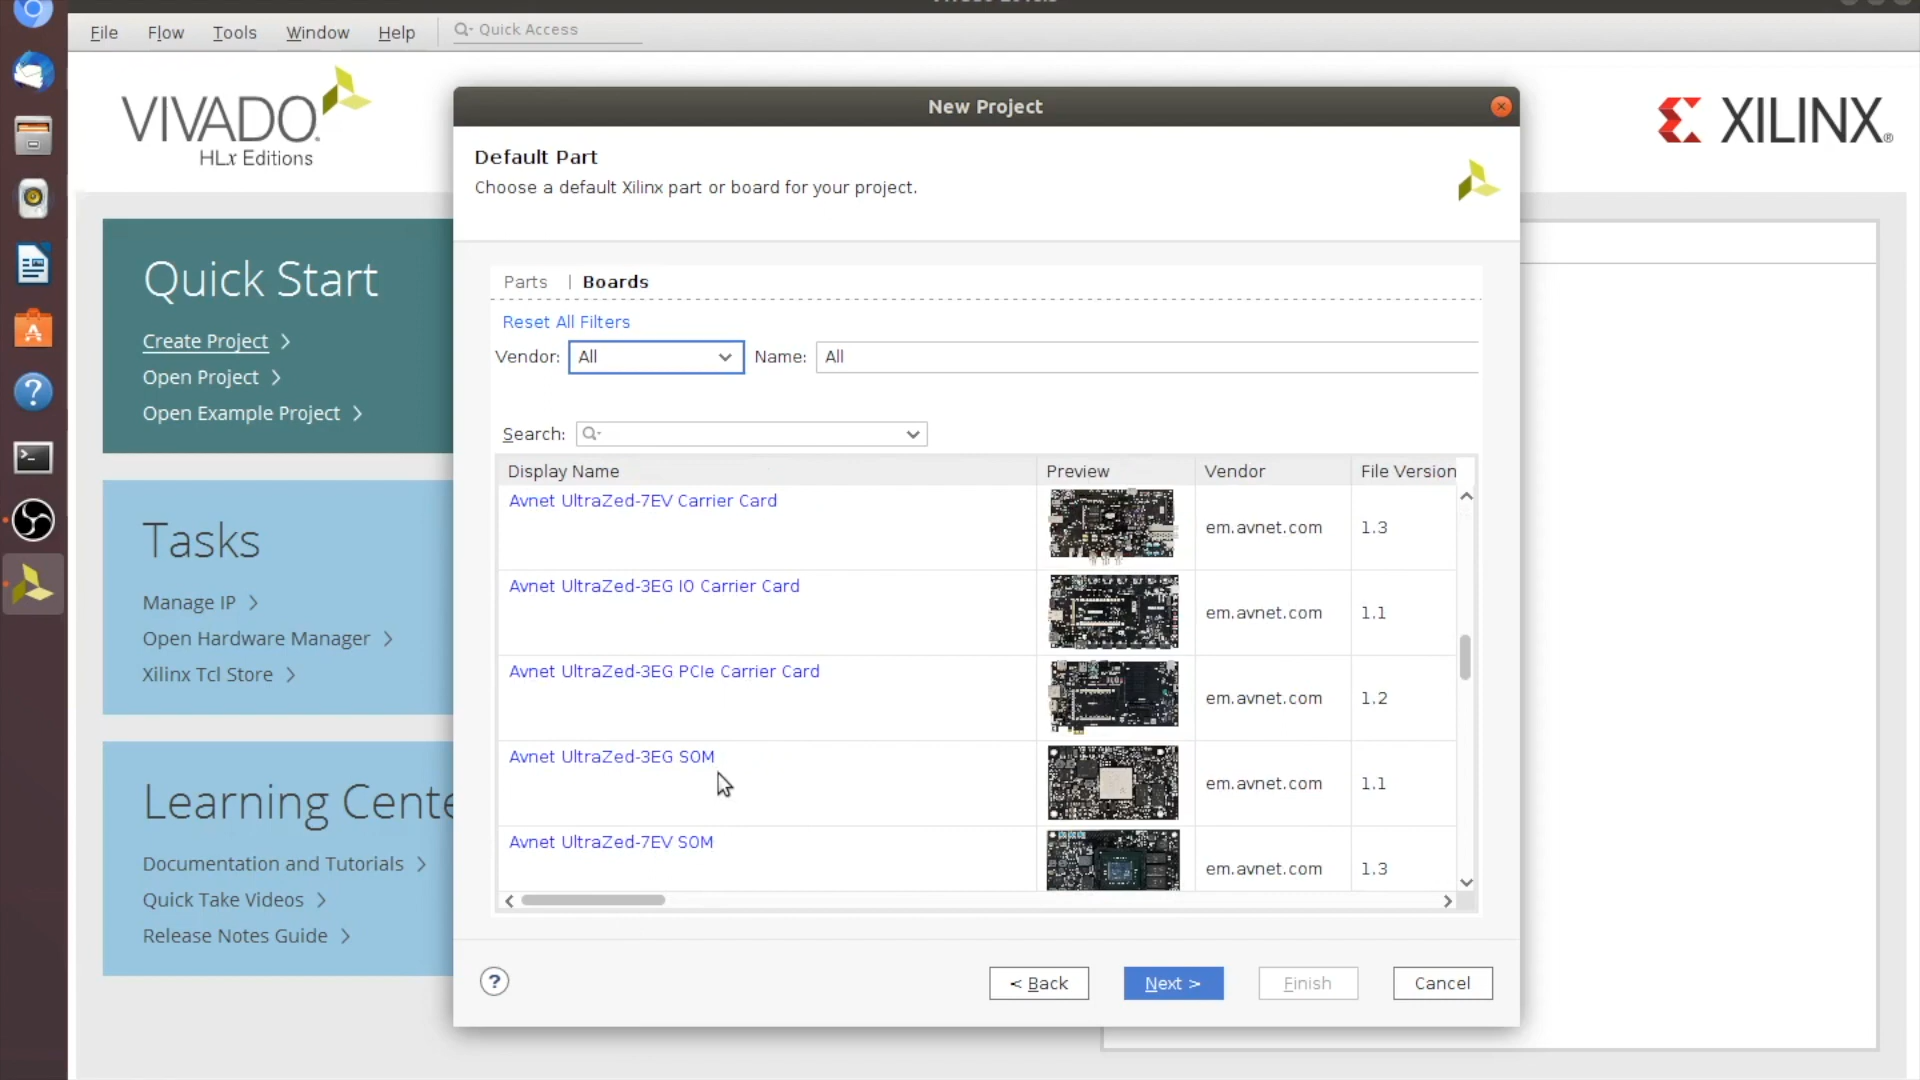 File Flow Tools Window Help Quick Access
VIVADO.
HLx Editions
XILINX®
New Project
Default Part
Choose a default Xilinx part or board for your project.
Quick Start
Create Project
Open Project
Open Example Project
Tasks
Manage IP
Open Hardware Manager
Xilinx Tcl Store
Learning Cente
Documentation and Tutorials
Quick Take Videos
Release Notes Guide
Parts | Boards
Reset All Filters
Vendor: All Name: All
Search:
Display Name Preview Vendor File Version
Avnet UltraZed-7EV Carrier Card em.avnet.com 1.3
Avnet UltraZed-3EG IO Carrier Card em.avnet.com 1.1
Avnet UltraZed-3EG PCIe Carrier Card em.avnet.com 1.2
Avnet UltraZed-3EG SOM em.avnet.com 1.1
Avnet UltraZed-7EV SOM em.avnet.com 1.3
? < Back Next > Finish Cancel